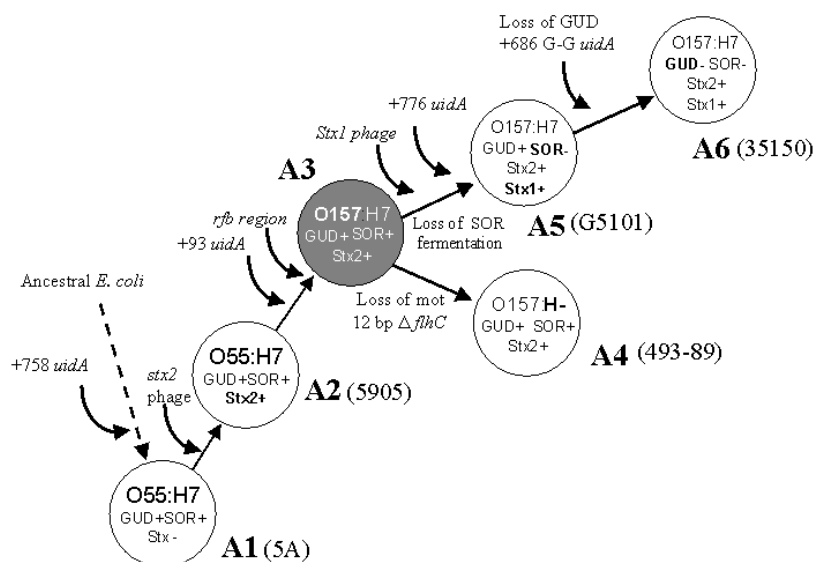 Loss of GUD
+686 G-G uidA
O157:H7
GUD- SOR-
Stx2+
Stx1+
A6 (35150)
+776 uidA
Stx1 phage
O157:H7
GUD+ SOR-
Stx2+
Stx1+
A5 (G5101)
Loss of SOR
fermentation
A3
O157:H7
GUD+ SOR+
Stx2+
rfb region
+93 uidA
Loss of mot
12 bp Δ flhC
O157:H-
GUD+ SOR+
Stx2+
A4 (493-89)
Ancestral E. coli
+758 uidA
stx2
phage
O55:H7
GUD+SOR+
Stx2+
A2 (5905)
O55:H7
GUD+SOR+
Stx -
A1 (5A)